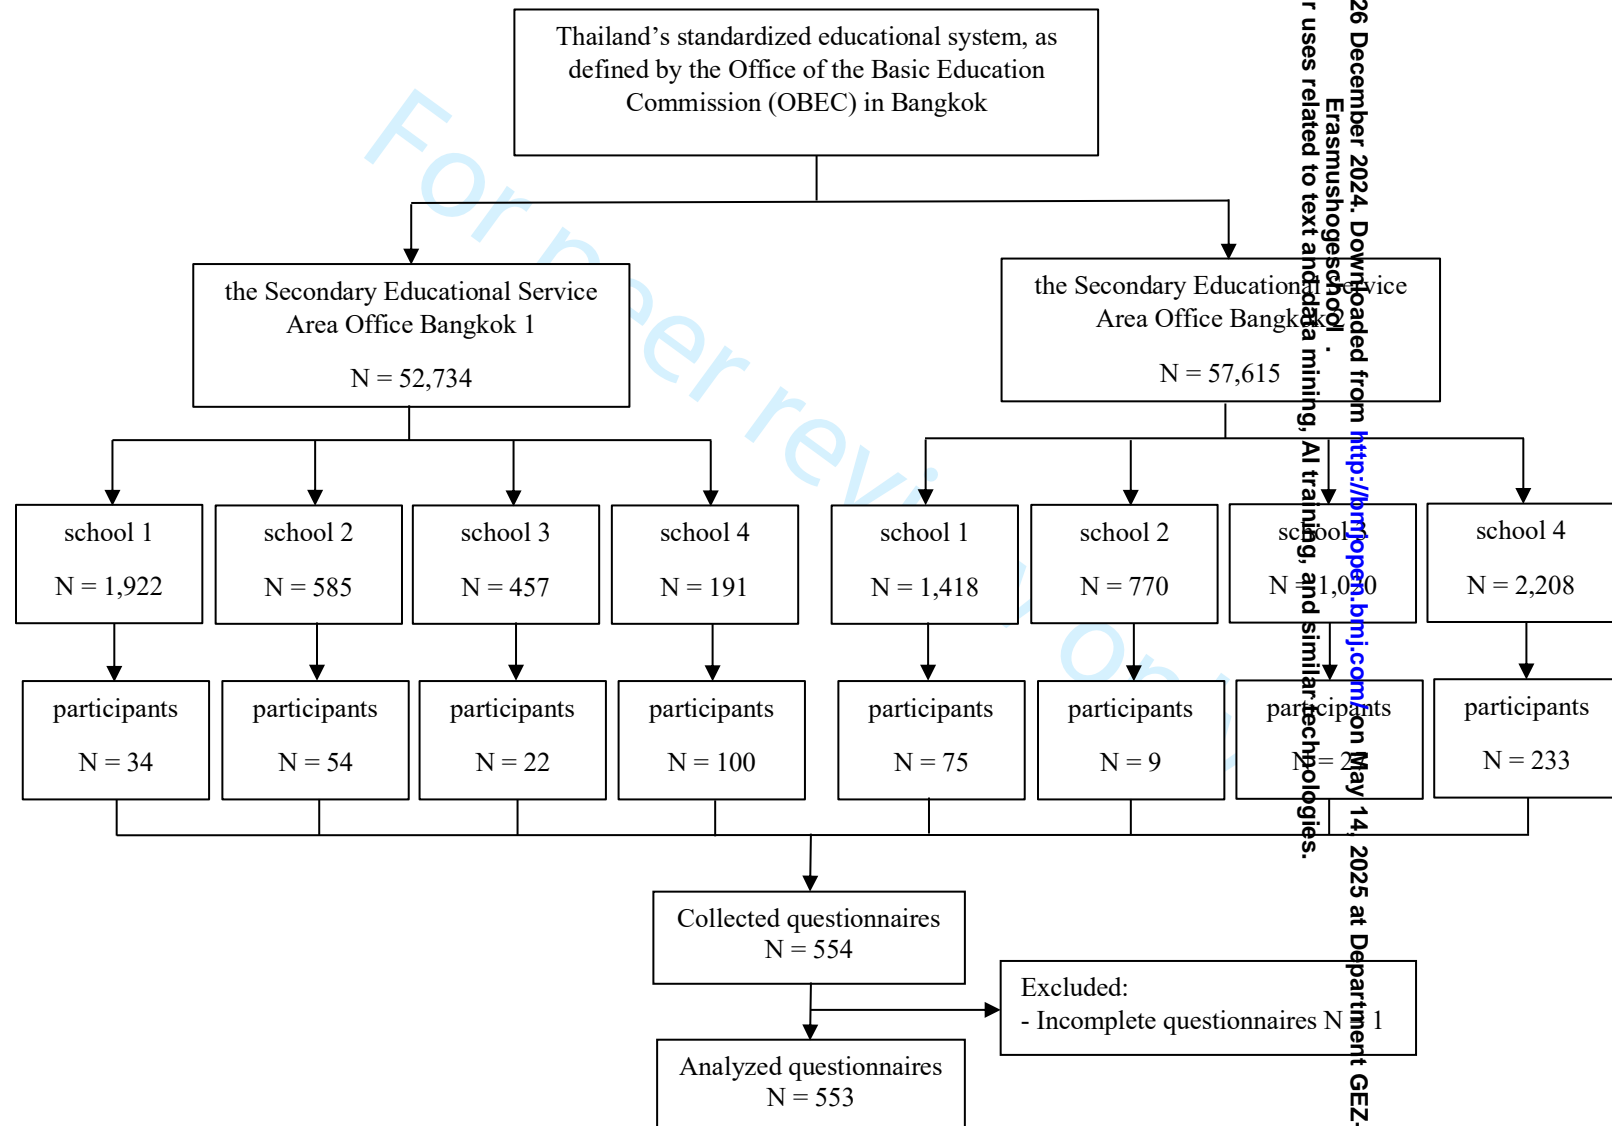 Thailand’s standardized educational system, as
defined by the Office of the Basic Education
Commission (OBEC) in Bangkok
the Secondary Educational Service
Area Office Bangkok 1
N = 52,734
the Secondary Educational Service
Area Office Bangkok 2
N = 57,615
school 1
N = 1,922
school 2
N = 585
school 3
N = 457
school 4
N = 191
school 1
N = 1,418
school 2
N = 770
school 3
N =
school 4
N = 2,208
participants
N = 34
participants
N = 54
participants
N = 22
participants
N = 100
participants
N = 75
participants
N = 9
participants
N =
participants
N = 233
Collected questionnaires
N = 554
Excluded:
- Incomplete questionnaires N = 1
Analyzed questionnaires
N = 553
For peer review only
26 December 2024. Downloaded from http://bmjopen.bmj.com/ on May 14, 2025 at Department GEZ-
Erasmushogeschool .
r uses related to text and data mining, AI training, and similar technologies.